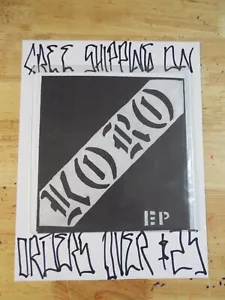 FREE SHIPPING ON
KORO
EP
ORDERS OVER $25